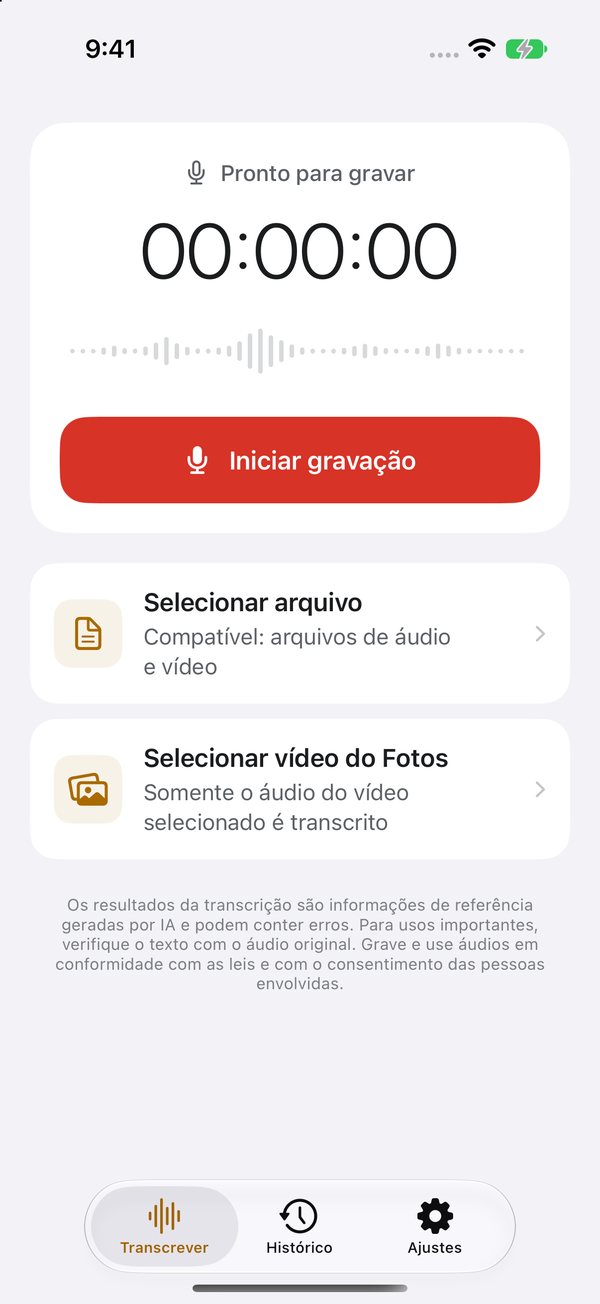 9:41
Pronto para gravar
00:00:00
Iniciar gravação
Selecionar arquivo
Compatível: arquivos de áudio
e vídeo
Selecionar vídeo do Fotos
Somente o áudio do vídeo
selecionado é transcrito
Os resultados da transcrição são informações de referência
geradas por IA e podem conter erros. Para usos importantes,
verifique o texto com o áudio original. Grave e use áudios em
conformidade com as leis e com o consentimento das pessoas
envolvidas.
Transcrever
Histórico
Ajustes